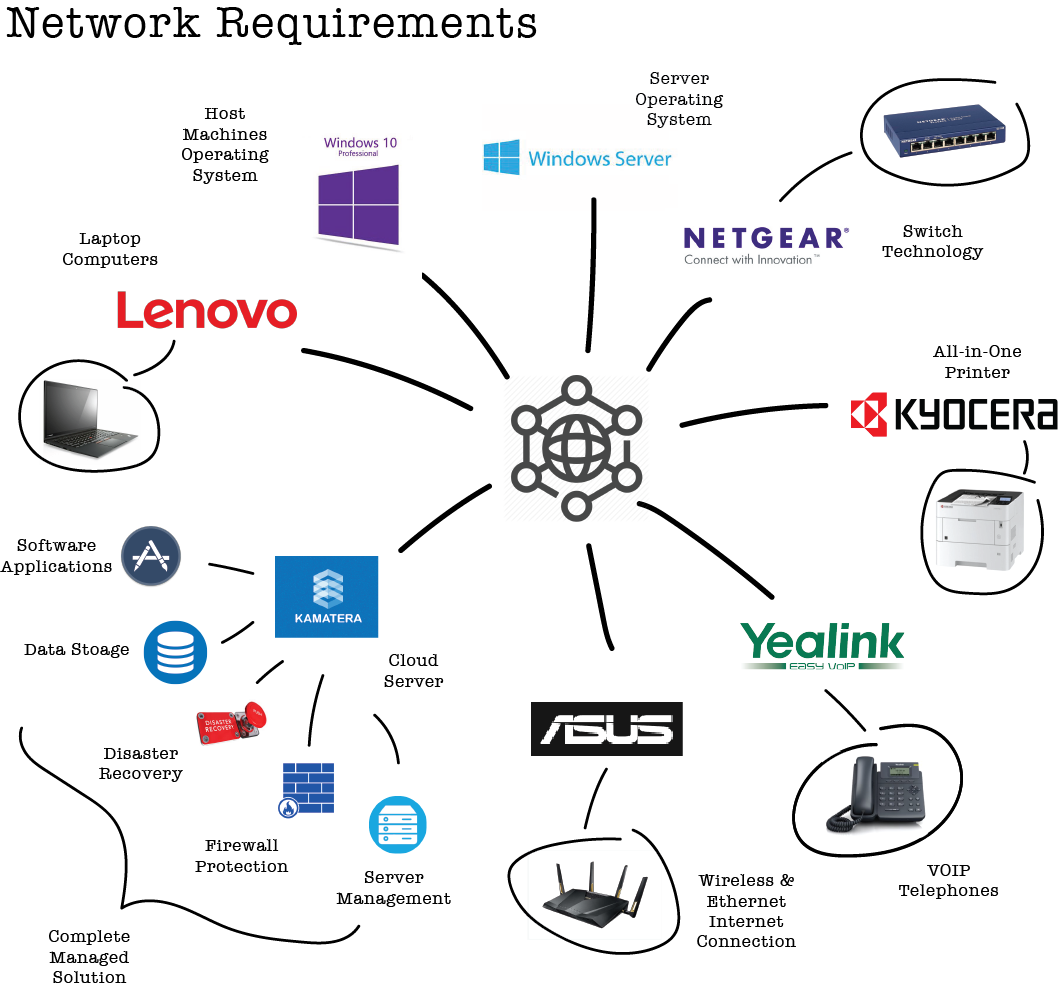 Network Requirements
Server
Operating
System
Host
Machines
Operating
System
Windows 10
Professional
Windows Server
NETGEAR
NETGEAR®
Connect with Innovation™
Switch
Technology
Laptop
Computers
Lenovo
All-in-One
Printer
KYOCERA
Software
Applications
KAMATERA
Data Stoage
Cloud
Server
Yealink
EASY VoIP
DISASTER
RECOVERY
Disaster
Recovery
ASUS
Firewall
Protection
Server
Management
VOIP
Telephones
Wireless &
Ethernet
Internet
Connection
Complete
Managed
Solution